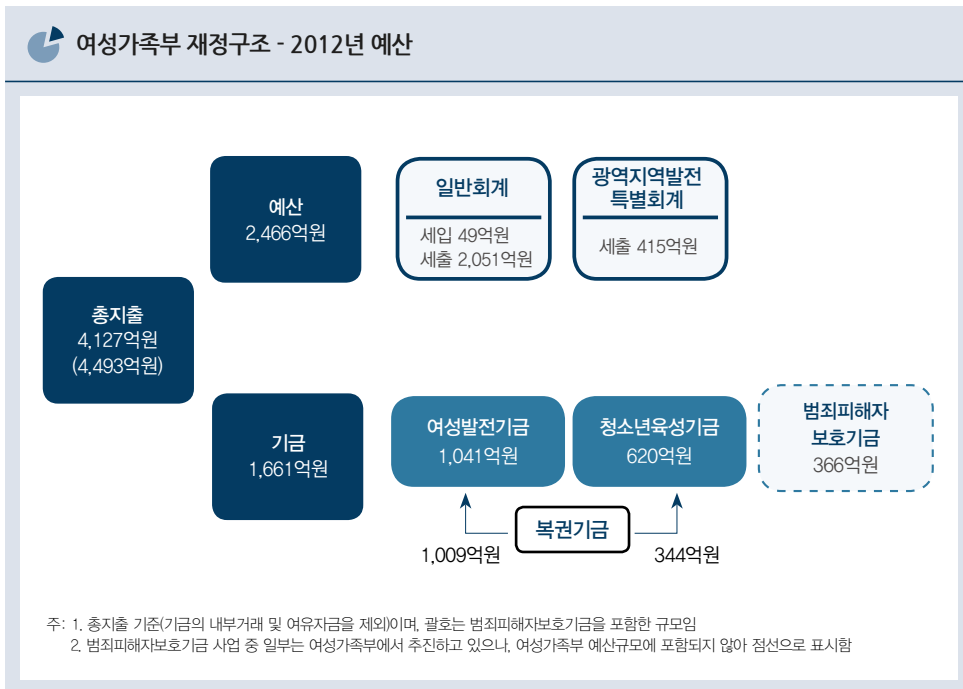 여성가족부 재정구조 - 2012년 예산
예산
2,466억원
일반회계
세입 49억원
세출 2,051억원
광역지역발전
특별회계
세출 415억원
총지출
4,127억원
(4,493억원)
기금
1,661억원
여성발전기금
1,041억원
청소년육성기금
620억원
범죄피해자
보호기금
366억원
복권기금
1,009억원
344억원
주: 1. 총지출 기준(기금의 내부거래 및 여유자금을 제외)이며, 괄호는 범죄피해자보호기금을 포함한 규모임
2. 범죄피해자보호기금 사업 중 일부는 여성가족부에서 추진하고 있으나, 여성가족부 예산규모에 포함되지 않아 점선으로 표시함